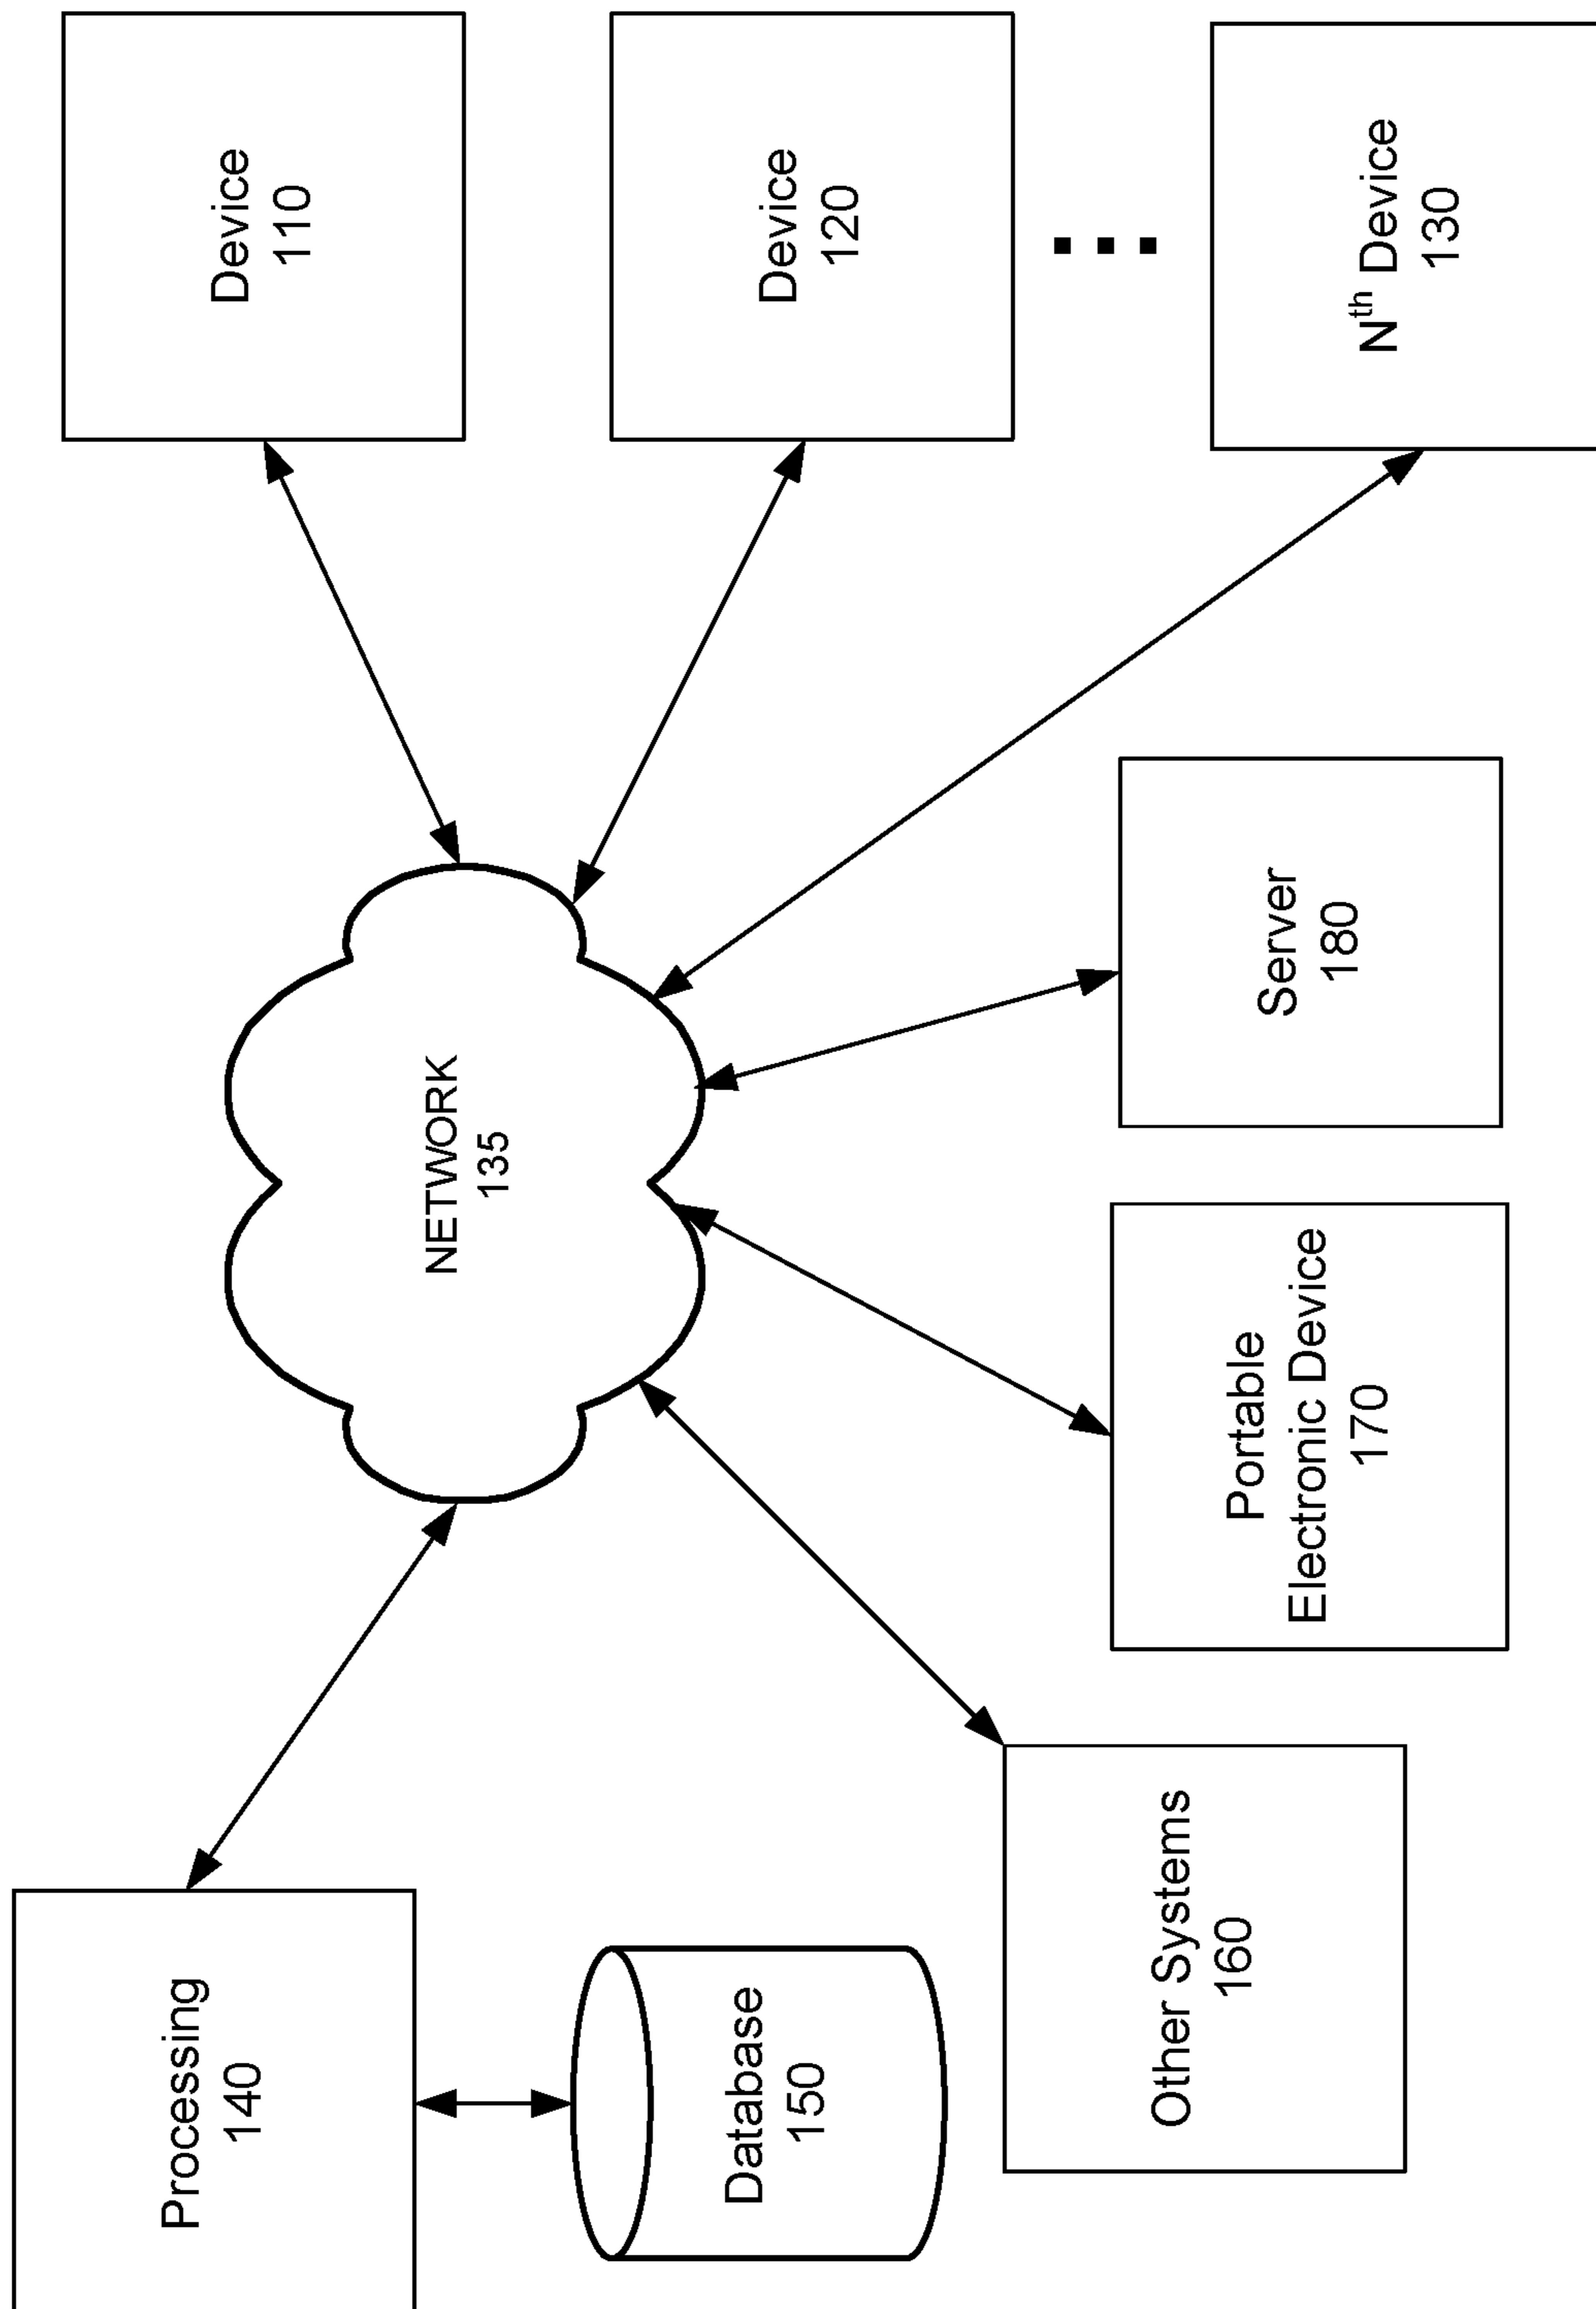 Device
110
Device
120
Nth Device
130
NETWORK
135
Server
180
Portable
Electronic Device
170
Other Systems
160
Processing
140
Database
150